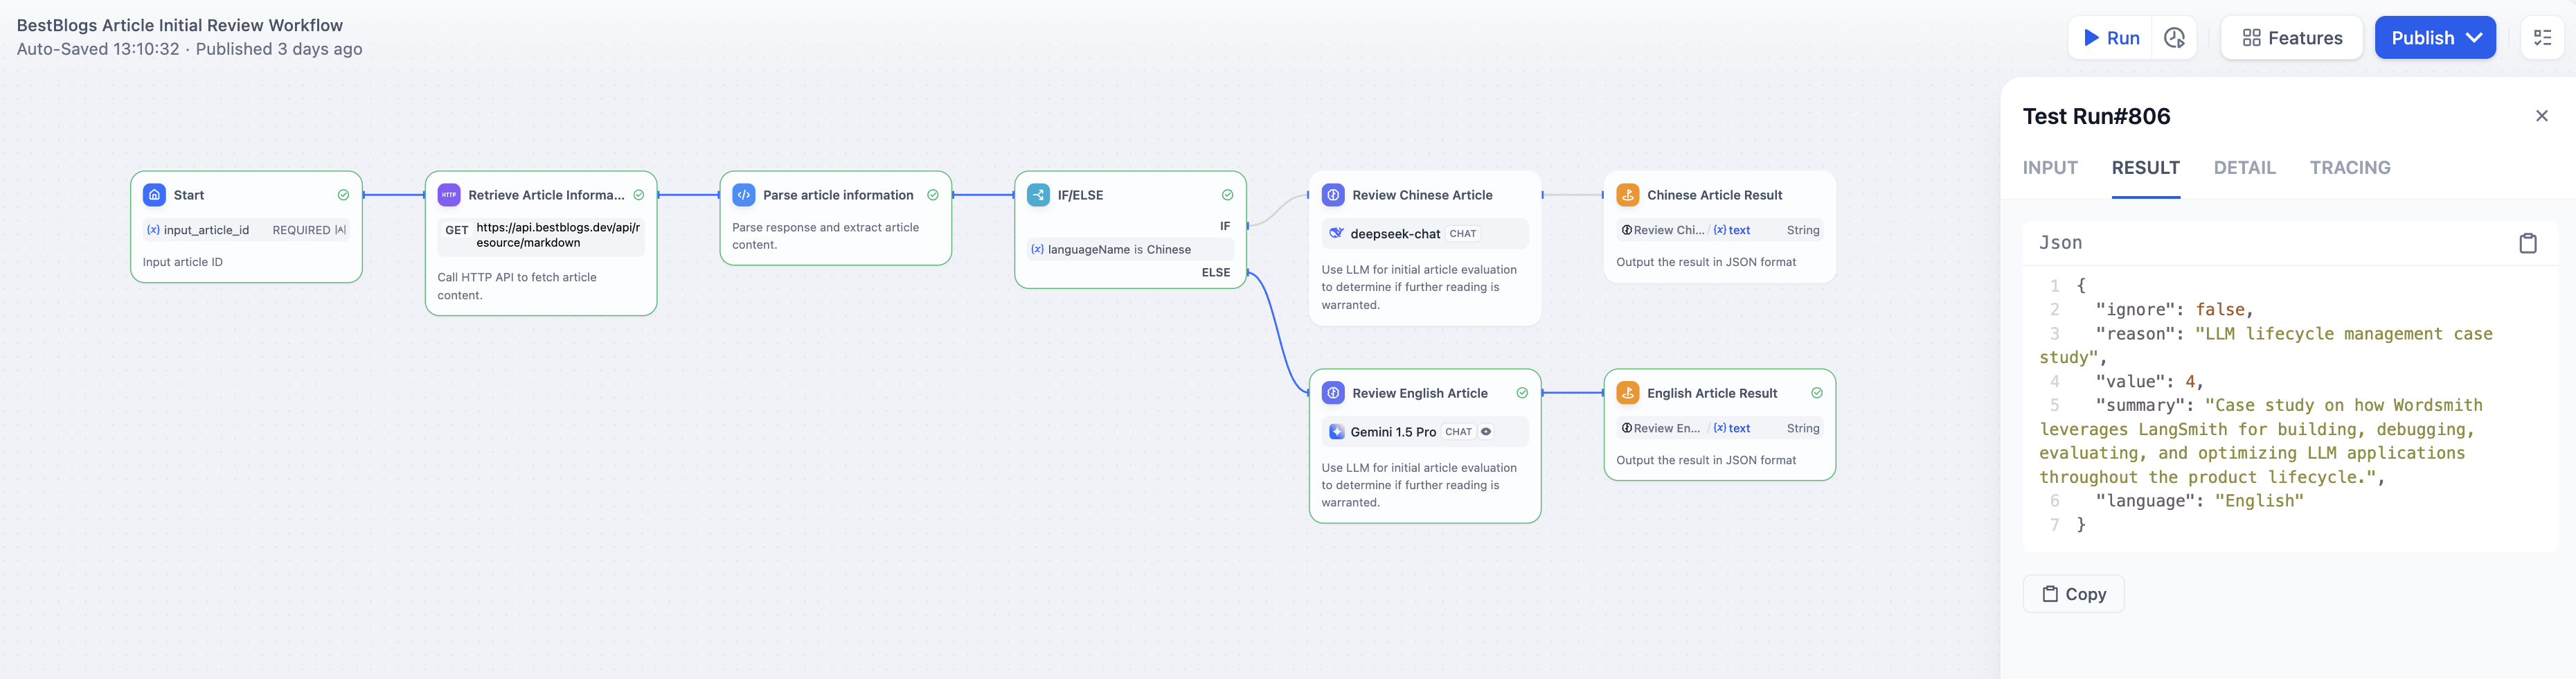 BestBlogs Article Initial Review Workflow
Auto-Saved 13:10:32 · Published 3 days ago
Run
Features
Publish
Start
{x} input_article_id REQUIRED
Input article ID
HTTP
Retrieve Article Informa...
GET https://api.bestblogs.dev/api/r
esource/markdown
Call HTTP API to fetch article
content.
Parse article information
Parse response and extract article
content.
IF/ELSE
IF
{x} languageName is Chinese
ELSE
Review Chinese Article
deepseek-chat CHAT
Use LLM for initial article evaluation
to determine if further reading is
warranted.
Chinese Article Result
Review Chi... / {x} text String
Output the result in JSON format
Review English Article
Gemini 1.5 Pro CHAT
Use LLM for initial article evaluation
to determine if further reading is
warranted.
English Article Result
Review En... / {x} text String
Output the result in JSON format
Test Run#806
INPUT RESULT DETAIL TRACING
Json
1 {
2 "ignore": false,
3 "reason": "LLM lifecycle management case
study",
4 "value": 4,
5 "summary": "Case study on how Wordsmith
leverages LangSmith for building, debugging,
evaluating, and optimizing LLM applications
throughout the product lifecycle.",
6 "language": "English"
7 }
Copy